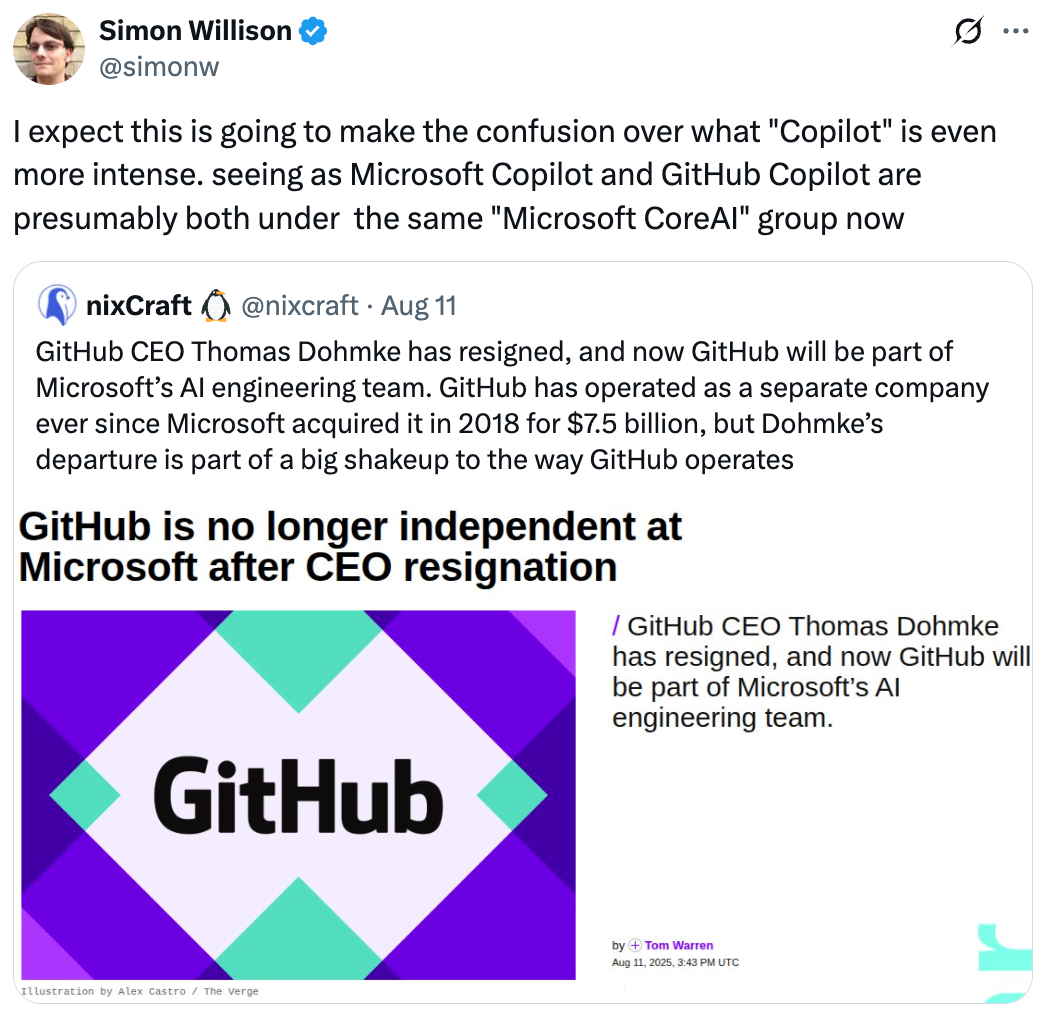 Simon Willison
@simonw
I expect this is going to make the confusion over what "Copilot" is even
more intense. seeing as Microsoft Copilot and GitHub Copilot are
presumably both under  the same "Microsoft CoreAI" group now
nixCraft 🐧 @nixcraft · Aug 11
GitHub CEO Thomas Dohmke has resigned, and now GitHub will be part of
Microsoft’s AI engineering team. GitHub has operated as a separate company
ever since Microsoft acquired it in 2018 for $7.5 billion, but Dohmke’s
departure is part of a big shakeup to the way GitHub operates
GitHub is no longer independent at
Microsoft after CEO resignation
GitHub
/ GitHub CEO Thomas Dohmke
has resigned, and now GitHub will
be part of Microsoft’s AI
engineering team.
by Tom Warren
Aug 11, 2025, 3:43 PM UTC
Illustration by Alex Castro / The Verge